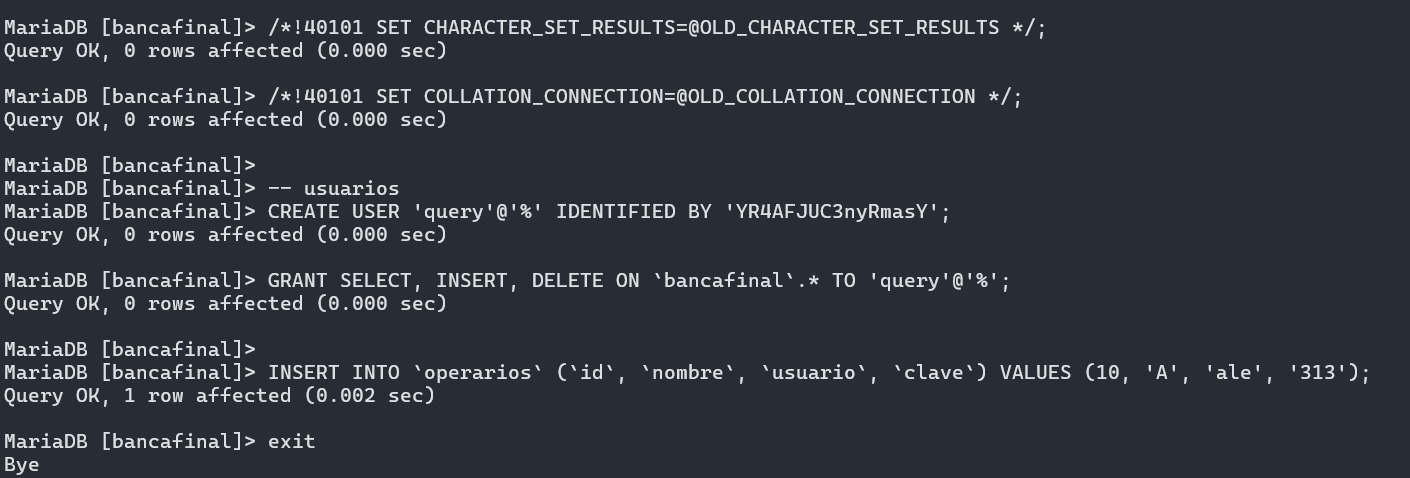 MariaDB [bancafinal]> /*!40101 SET CHARACTER_SET_RESULTS=@OLD_CHARACTER_SET_RESULTS */;
Query OK, 0 rows affected (0.000 sec)
MariaDB [bancafinal]> /*!40101 SET COLLATION_CONNECTION=@OLD_COLLATION_CONNECTION */;
Query OK, 0 rows affected (0.000 sec)
MariaDB [bancafinal]>
MariaDB [bancafinal]> -- usuarios
MariaDB [bancafinal]> CREATE USER 'query'@'%' IDENTIFIED BY 'YR4AFJUC3nyRmasY';
Query OK, 0 rows affected (0.000 sec)
MariaDB [bancafinal]> GRANT SELECT, INSERT, DELETE ON `bancafinal`.* TO 'query'@'%';
Query OK, 0 rows affected (0.000 sec)
MariaDB [bancafinal]>
MariaDB [bancafinal]> INSERT INTO `operarios` (`id`, `nombre`, `usuario`, `clave`) VALUES (10, 'A', 'ale', '313');
Query OK, 1 row affected (0.002 sec)
MariaDB [bancafinal]> exit
Bye